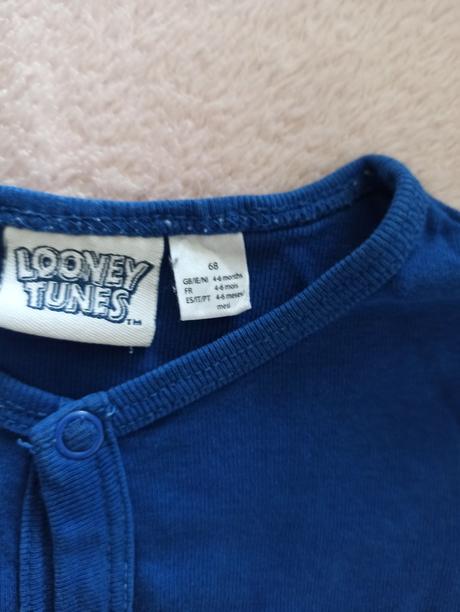 LOONEY
TUNES
TM
68
GB/IE/NI 4-6 months
FR 4-6 mois
ES/IT/PT 4-6 meses/
mesi